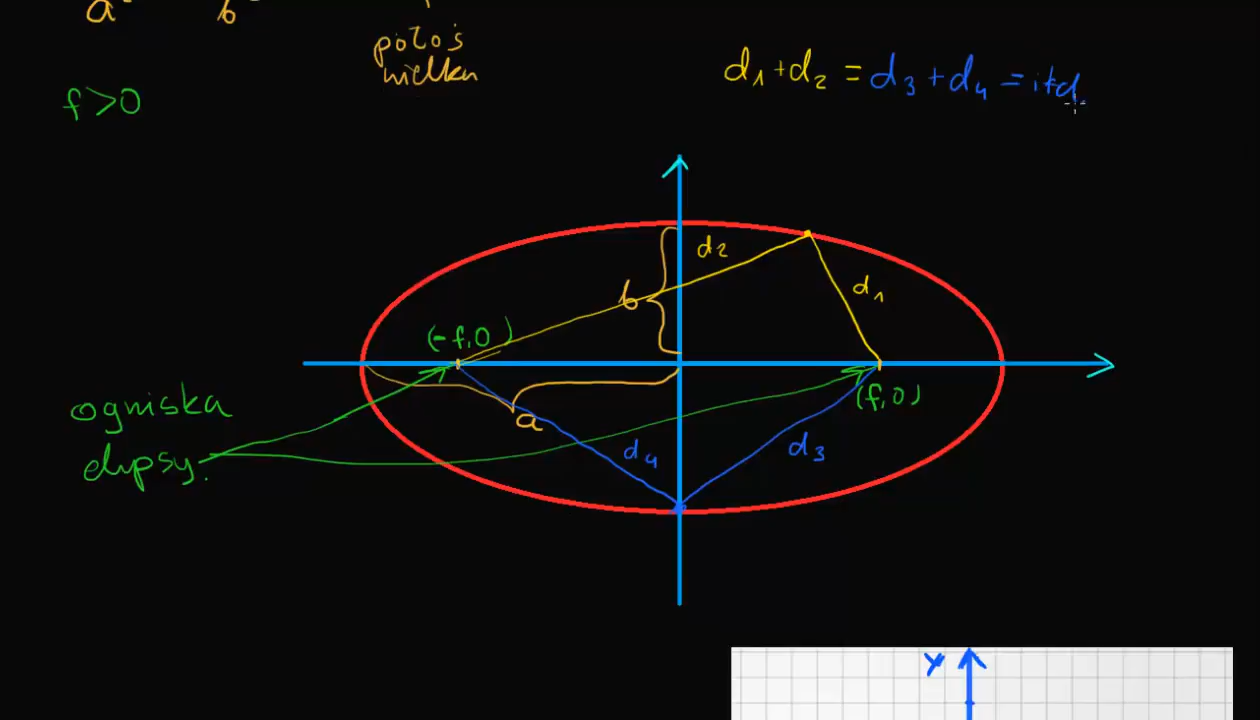 a b
półoś
wielka
d₁+d₂ = d₃+d₄ = itd
f>0
d₂
b
d₁
(-f,0)
(f,0)
ogniska
elipsy.
a
d₄
d₃
y